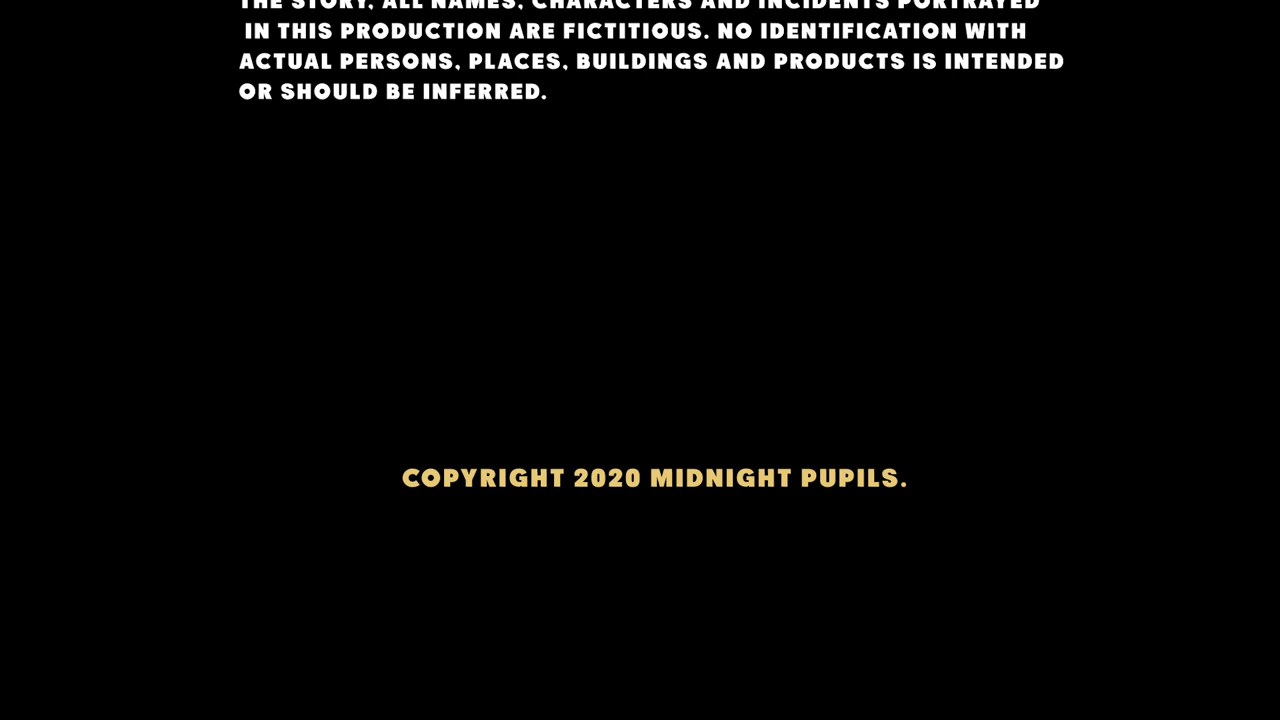 THE STORY, ALL NAMES, CHARACTERS AND INCIDENTS PORTRAYED
IN THIS PRODUCTION ARE FICTITIOUS. NO IDENTIFICATION WITH
ACTUAL PERSONS, PLACES, BUILDINGS AND PRODUCTS IS INTENDED
OR SHOULD BE INFERRED.
COPYRIGHT 2020 MIDNIGHT PUPILS.